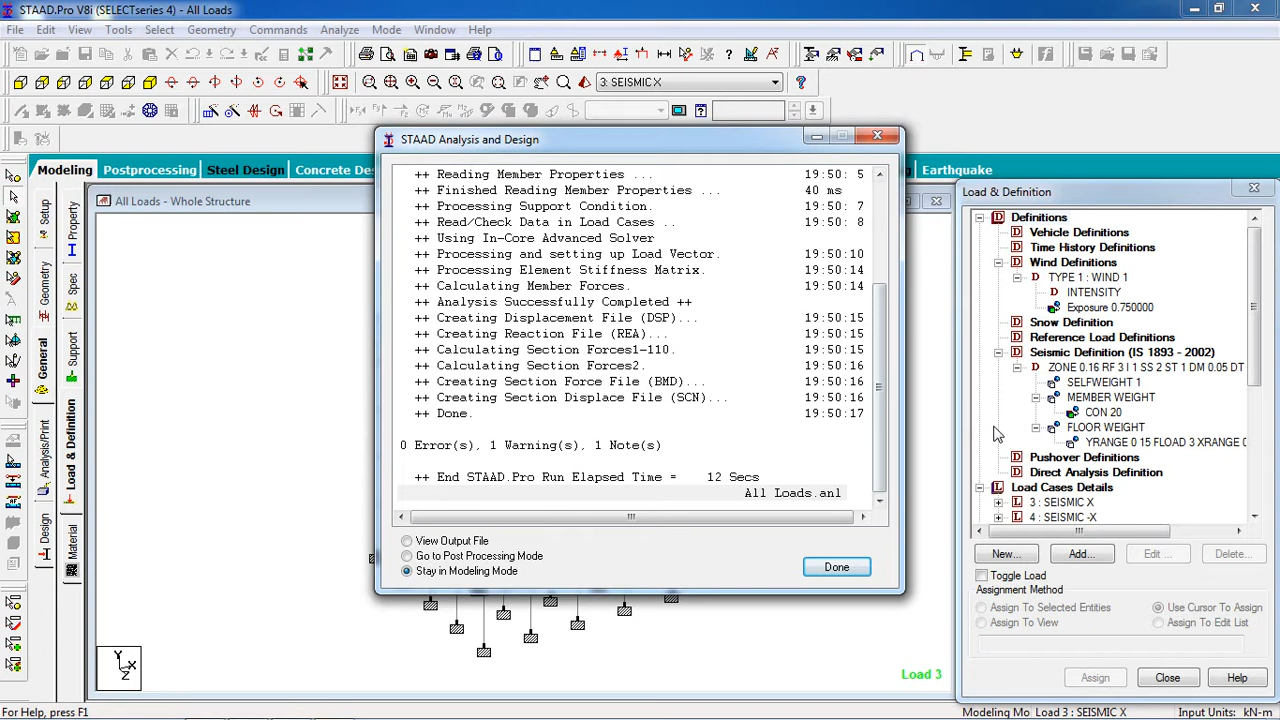 STAAD.Pro V8i (SELECTseries 4) - All Loads
File Edit View Tools Select Geometry Commands Analyze Mode Window Help
3: SEISMIC X
Modeling Postprocessing Steel Design Concrete De Earthquake
All Loads - Whole Structure
Setup
Geometry
General
Analysis/Print
Design
Property
Spec
Support
Load & Definition
Material
STAAD Analysis and Design
++ Reading Member Properties ... 19:50: 5
++ Finished Reading Member Properties ... 40 ms
++ Processing Support Condition. 19:50: 7
++ Read/Check Data in Load Cases .. 19:50: 8
++ Using In-Core Advanced Solver
++ Processing and setting up Load Vector. 19:50:10
++ Processing Element Stiffness Matrix. 19:50:14
++ Calculating Member Forces. 19:50:14
++ Analysis Successfully Completed ++
++ Creating Displacement File (DSP)... 19:50:15
++ Creating Reaction File (REA)... 19:50:15
++ Calculating Section Forces1-110. 19:50:15
++ Calculating Section Forces2. 19:50:16
++ Creating Section Force File (BMD)... 19:50:16
++ Creating Section Displace File (SCN)... 19:50:16
++ Done. 19:50:17
0 Error(s), 1 Warning(s), 1 Note(s)
++ End STAAD.Pro Run Elapsed Time = 12 Secs
All Loads.anl
View Output File
Go to Post Processing Mode
Stay in Modeling Mode
Done
Load & Definition
Definitions
Vehicle Definitions
Time History Definitions
Wind Definitions
TYPE 1 : WIND 1
INTENSITY
Exposure 0.750000
Snow Definition
Reference Load Definitions
Seismic Definition (IS 1893 - 2002)
ZONE 0.16 RF 3 I 1 SS 2 ST 1 DM 0.05 DT
SELFWEIGHT 1
MEMBER WEIGHT
CON 20
FLOOR WEIGHT
YRANGE 0 15 FLOAD 3 XRANGE 0
Pushover Definitions
Direct Analysis Definition
Load Cases Details
3 : SEISMIC X
4 : SEISMIC -X
New... Add... Edit ... Delete...
Toggle Load
Assignment Method
Assign To Selected Entities Use Cursor To Assign
Assign To View Assign To Edit List
Assign Close Help
Y
X
Z
Load 3
For Help, press F1
Modeling Mo Load 3 : SEISMIC X Input Units: kN-m